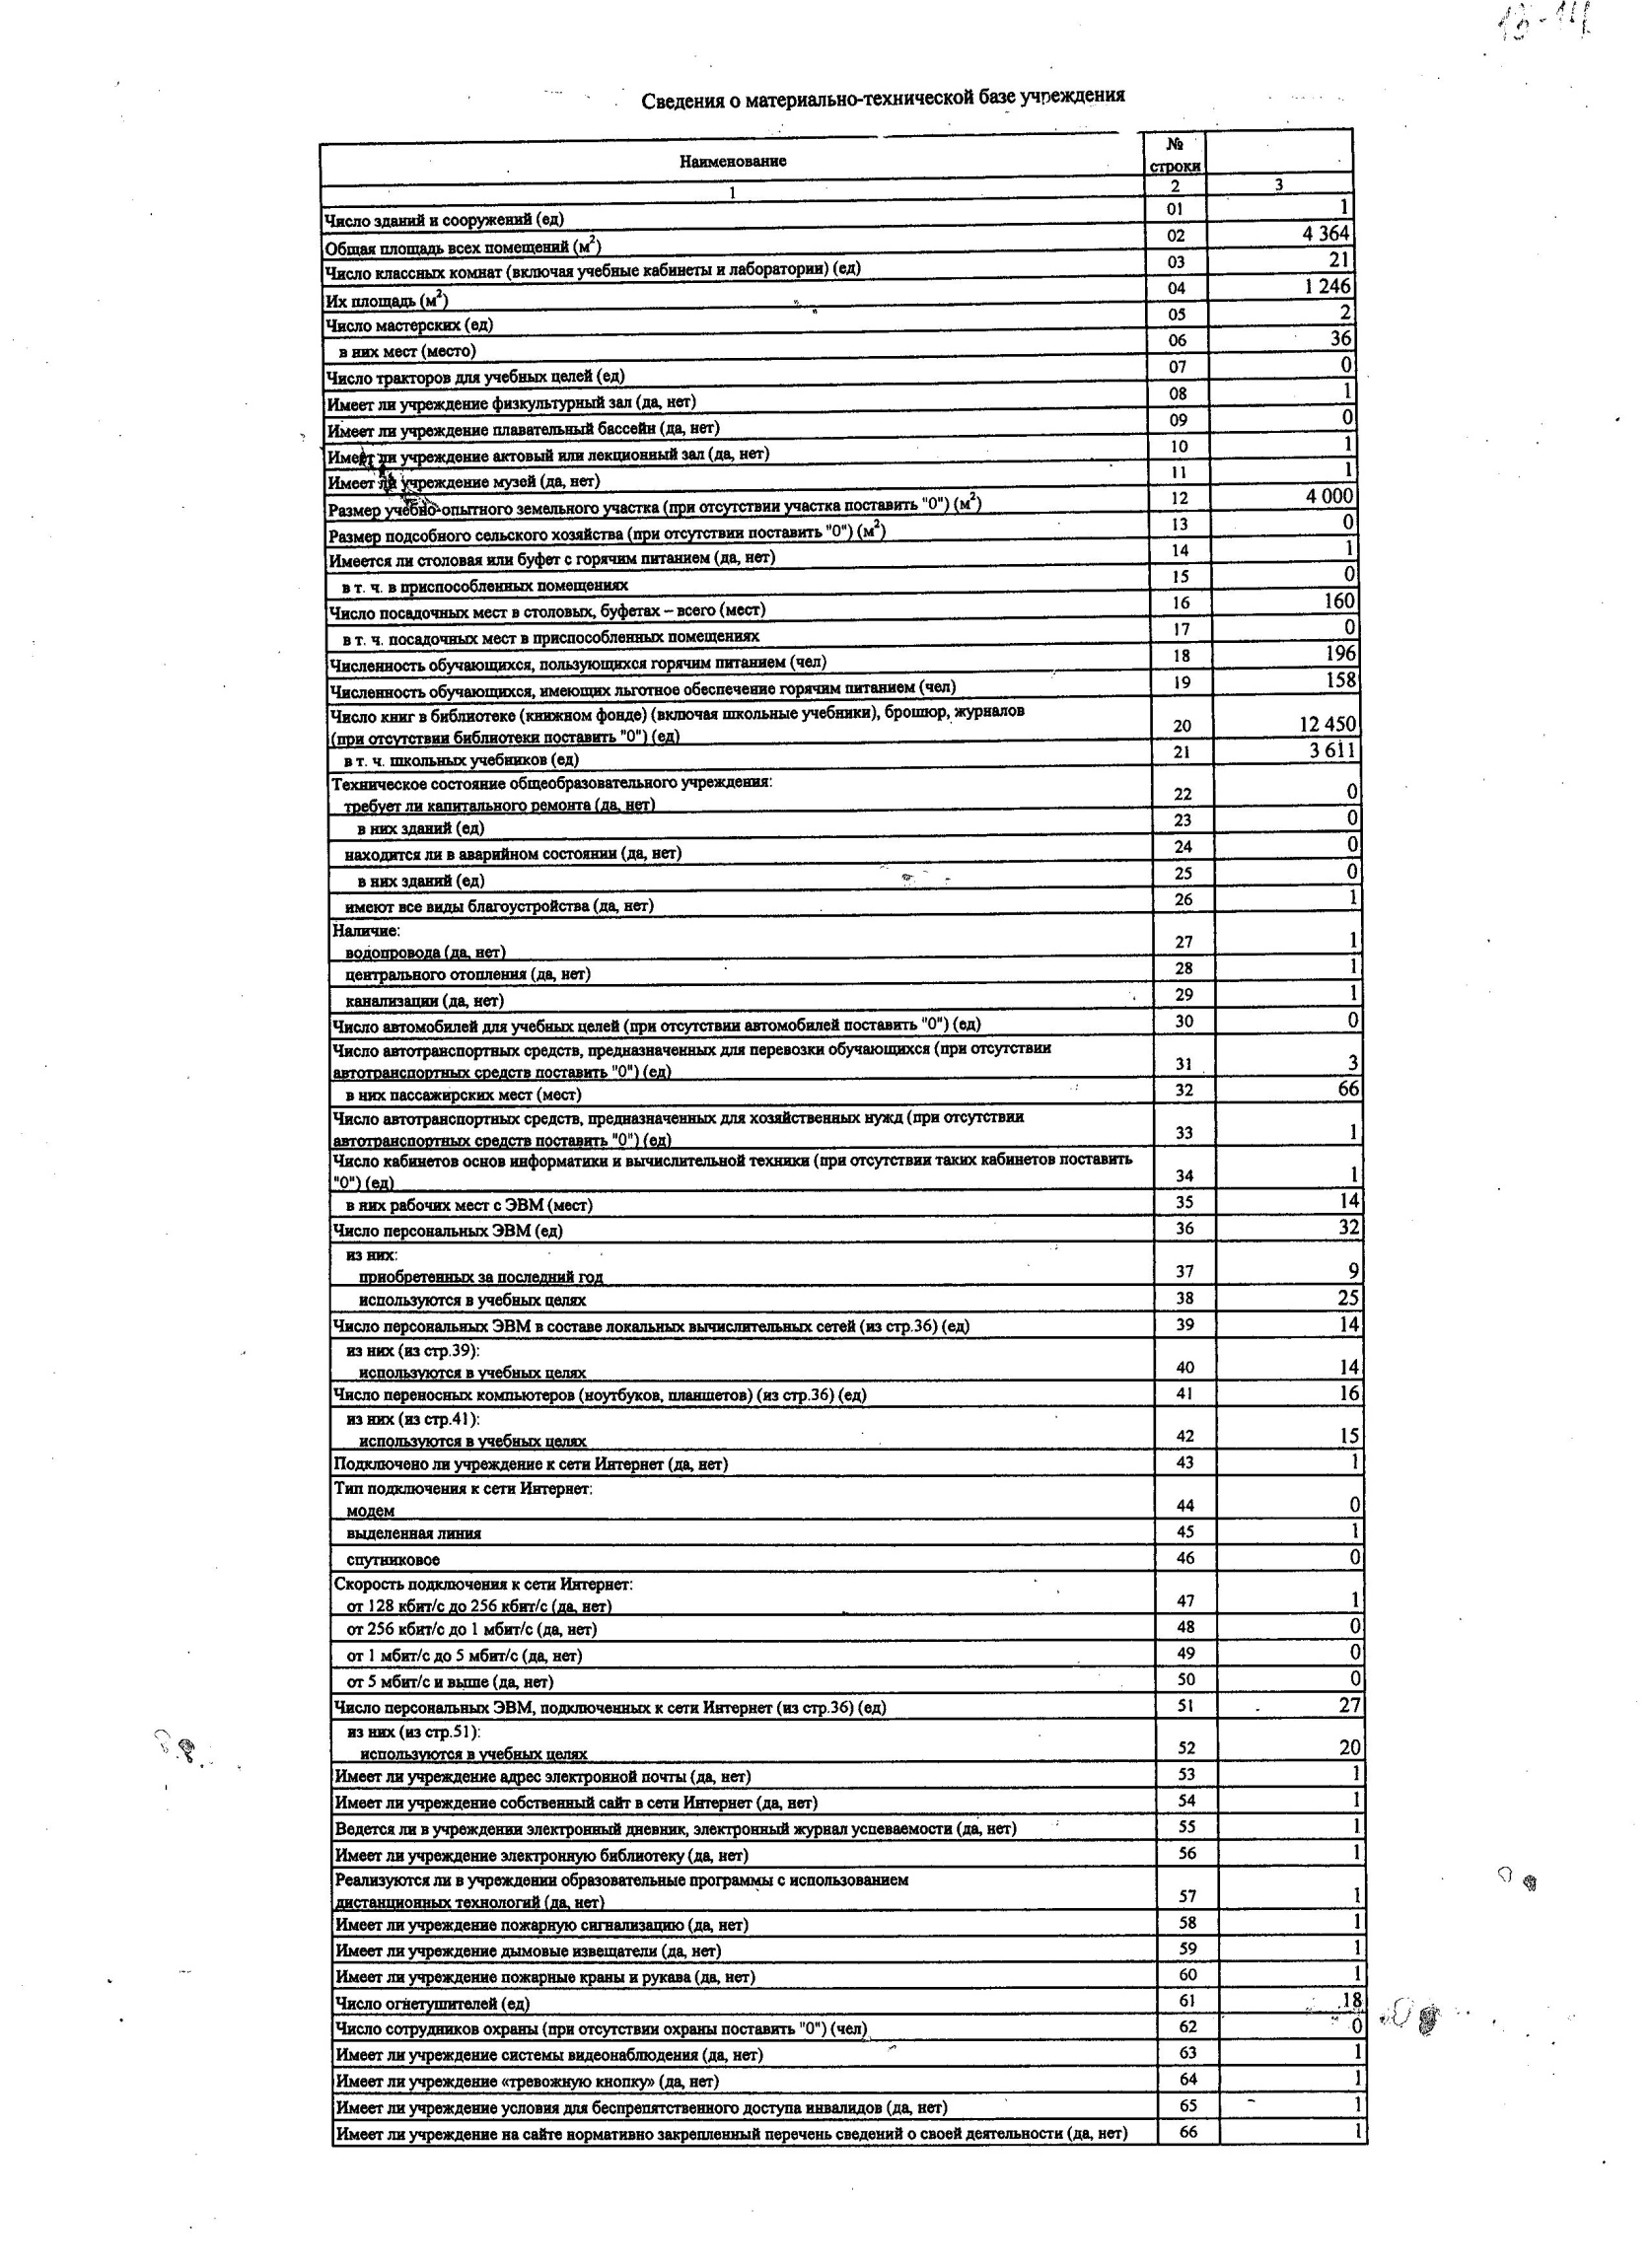 13-14
Сведения о материально-технической базе учреждения
Наименование № строки
1 2 3
Число зданий и сооружений (ед) 01 1
Общая площадь всех помещений (м²) 02 4 364
Число классных комнат (включая учебные кабинеты и лаборатории) (ед) 03 21
Их площадь (м²) 04 1 246
Число мастерских (ед) 05 2
в них мест (место) 06 36
Число тракторов для учебных целей (ед) 07 0
Имеет ли учреждение физкультурный зал (да, нет) 08 1
Имеет ли учреждение плавательный бассейн (да, нет) 09 0
Имеет ли учреждение актовый или лекционный зал (да, нет) 10 1
Имеет ли учреждение музей (да, нет) 11 1
Размер учебно-опытного земельного участка (при отсутствии участка поставить "0") (м²) 12 4 000
Размер подсобного сельского хозяйства (при отсутствии поставить "0") (м²) 13 0
Имеется ли столовая или буфет с горячим питанием (да, нет) 14 1
в т. ч. в приспособленных помещениях 15 0
Число посадочных мест в столовых, буфетах – всего (мест) 16 160
в т. ч. посадочных мест в приспособленных помещениях 17 0
Численность обучающихся, пользующихся горячим питанием (чел) 18 196
Численность обучающихся, имеющих льготное обеспечение горячим питанием (чел) 19 158
Число книг в библиотеке (книжном фонде) (включая школьные учебники), брошюр, журналов
(при отсутствии библиотеки поставить "0") (ед) 20 12 450
в т. ч. школьных учебников (ед) 21 3 611
Техническое состояние общеобразовательного учреждения:
требует ли капитального ремонта (да, нет) 22 0
в них зданий (ед) 23 0
находится ли в аварийном состоянии (да, нет) 24 0
в них зданий (ед) 25 0
имеют все виды благоустройства (да, нет) 26 1
Наличие:
водопровода (да, нет) 27 1
центрального отопления (да, нет) 28 1
канализации (да, нет) 29 1
Число автомобилей для учебных целей (при отсутствии автомобилей поставить "0") (ед) 30 0
Число автотранспортных средств, предназначенных для перевозки обучающихся (при отсутствии
автотранспортных средств поставить "0") (ед) 31 3
в них пассажирских мест (мест) 32 66
Число автотранспортных средств, предназначенных для хозяйственных нужд (при отсутствии
автотранспортных средств поставить "0") (ед) 33 1
Число кабинетов основ информатики и вычислительной техники (при отсутствии таких кабинетов поставить
"0") (ед) 34 1
в них рабочих мест с ЭВМ (мест) 35 14
Число персональных ЭВМ (ед) 36 32
из них:
приобретенных за последний год 37 9
используются в учебных целях 38 25
Число персональных ЭВМ в составе локальных вычислительных сетей (из стр.36) (ед) 39 14
из них (из стр.39):
используются в учебных целях 40 14
Число переносных компьютеров (ноутбуков, планшетов) (из стр.36) (ед) 41 16
из них (из стр.41):
используются в учебных целях 42 15
Подключено ли учреждение к сети Интернет (да, нет) 43 1
Тип подключения к сети Интернет:
модем 44 0
выделенная линия 45 1
спутниковое 46 0
Скорость подключения к сети Интернет:
от 128 кбит/с до 256 кбит/с (да, нет) 47 1
от 256 кбит/с до 1 мбит/с (да, нет) 48 0
от 1 мбит/с до 5 мбит/с (да, нет) 49 0
от 5 мбит/с и выше (да, нет) 50 0
Число персональных ЭВМ, подключенных к сети Интернет (из стр.36) (ед) 51 27
из них (из стр.51):
используются в учебных целях 52 20
Имеет ли учреждение адрес электронной почты (да, нет) 53 1
Имеет ли учреждение собственный сайт в сети Интернет (да, нет) 54 1
Ведется ли в учреждении электронный дневник, электронный журнал успеваемости (да, нет) 55 1
Имеет ли учреждение электронную библиотеку (да, нет) 56 1
Реализуются ли в учреждении образовательные программы с использованием
дистанционных технологий (да, нет) 57 1
Имеет ли учреждение пожарную сигнализацию (да, нет) 58 1
Имеет ли учреждение дымовые извещатели (да, нет) 59 1
Имеет ли учреждение пожарные краны и рукава (да, нет) 60 1
Число огнетушителей (ед) 61 18
Число сотрудников охраны (при отсутствии охраны поставить "0") (чел) 62 0
Имеет ли учреждение системы видеонаблюдения (да, нет) 63 1
Имеет ли учреждение «тревожную кнопку» (да, нет) 64 1
Имеет ли учреждение условия для беспрепятственного доступа инвалидов (да, нет) 65 1
Имеет ли учреждение на сайте нормативно закрепленный перечень сведений о своей деятельности (да, нет) 66 1